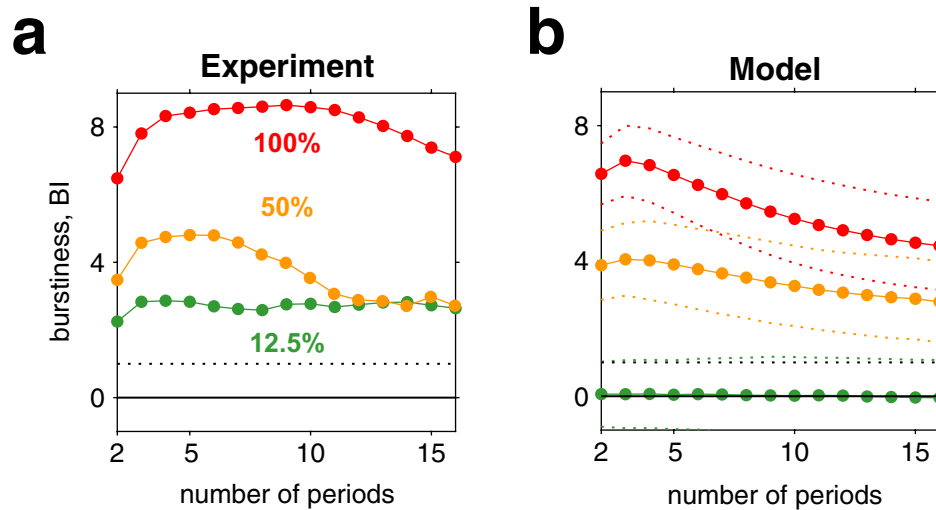 a
Experiment
burstiness, BI
8
4
0
100%
50%
12.5%
2
5
10
15
number of periods
b
Model
8
4
0
2
5
10
15
number of periods